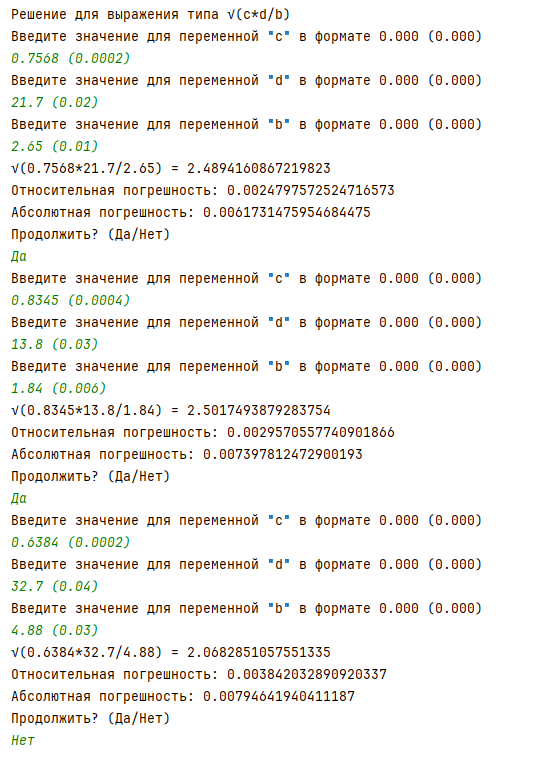 Решение для выражения типа √(c*d/b)
Введите значение для переменной "c" в формате 0.000 (0.000)
0.7568 (0.0002)
Введите значение для переменной "d" в формате 0.000 (0.000)
21.7 (0.02)
Введите значение для переменной "b" в формате 0.000 (0.000)
2.65 (0.01)
√(0.7568*21.7/2.65) = 2.4894160867219823
Относительная погрешность: 0.0024797572524716573
Абсолютная погрешность: 0.0061731475954684475
Продолжить? (Да/Нет)
Да
Введите значение для переменной "c" в формате 0.000 (0.000)
0.8345 (0.0004)
Введите значение для переменной "d" в формате 0.000 (0.000)
13.8 (0.03)
Введите значение для переменной "b" в формате 0.000 (0.000)
1.84 (0.006)
√(0.8345*13.8/1.84) = 2.5017493879283754
Относительная погрешность: 0.0029570557740901866
Абсолютная погрешность: 0.007397812472900193
Продолжить? (Да/Нет)
Да
Введите значение для переменной "c" в формате 0.000 (0.000)
0.6384 (0.0002)
Введите значение для переменной "d" в формате 0.000 (0.000)
32.7 (0.04)
Введите значение для переменной "b" в формате 0.000 (0.000)
4.88 (0.03)
√(0.6384*32.7/4.88) = 2.0682851057551335
Относительная погрешность: 0.003842032890920337
Абсолютная погрешность: 0.00794641940411187
Продолжить? (Да/Нет)
Нет